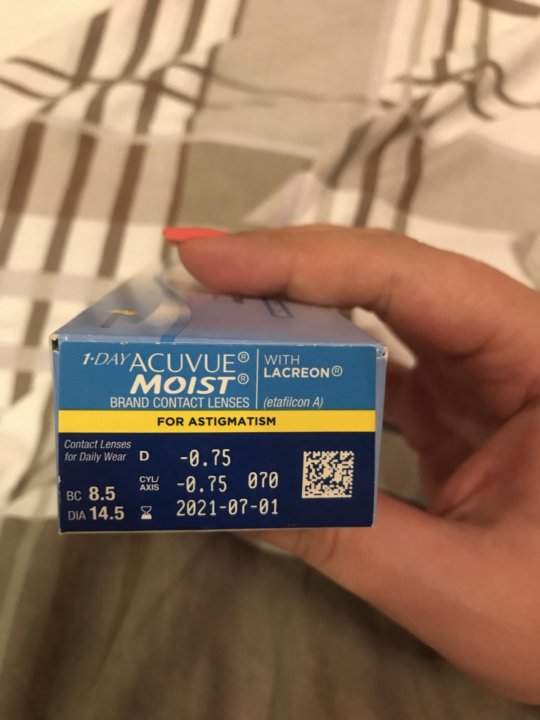 1·DAY ACUVUE® WITH
MOIST® LACREON®
BRAND CONTACT LENSES (etafilcon A)
FOR ASTIGMATISM
Contact Lenses
for Daily Wear D -0.75
CYL/
AXIS -0.75 070
BC 8.5
DIA 14.5 2021-07-01